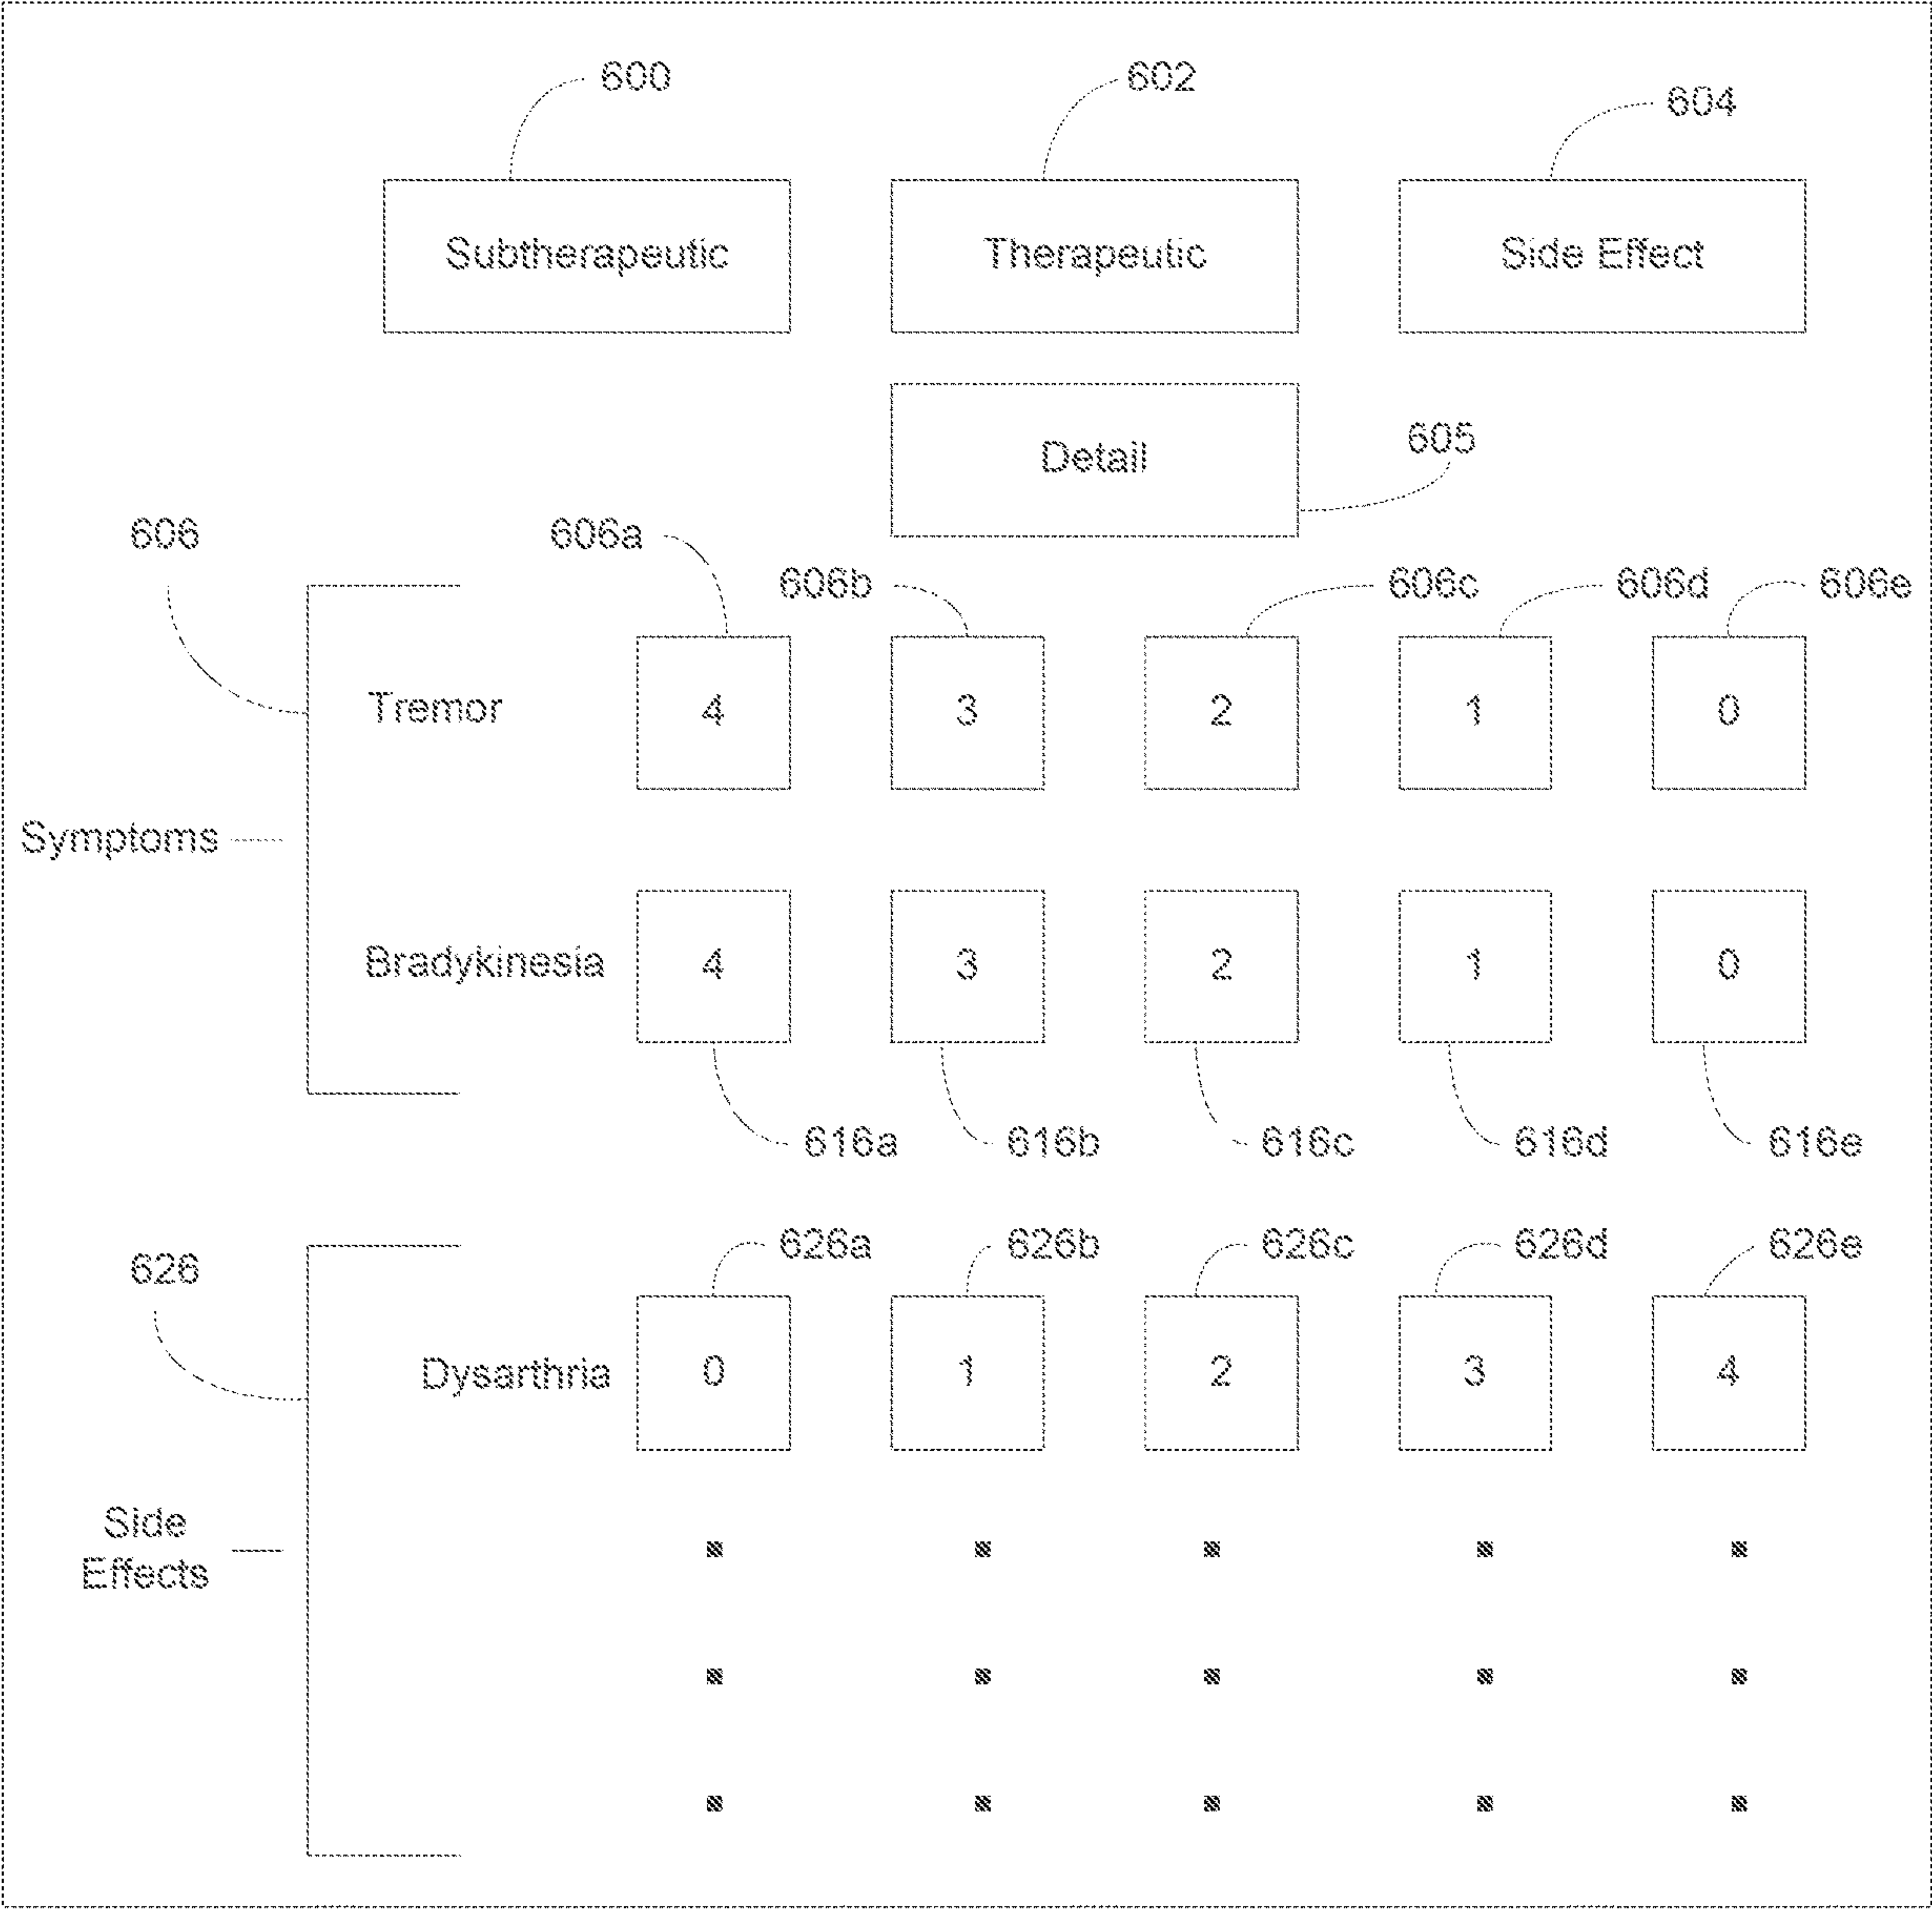 600 602 604
Subtherapeutic Therapeutic Side Effect
Detail 605
606 606a 606b 606c 606d 606e
Tremor 4 3 2 1 0
Symptoms
Bradykinesia 4 3 2 1 0
616a 616b 616c 616d 616e
626 626a 626b 626c 626d 626e
Dysarthria 0 1 2 3 4
Side
Effects